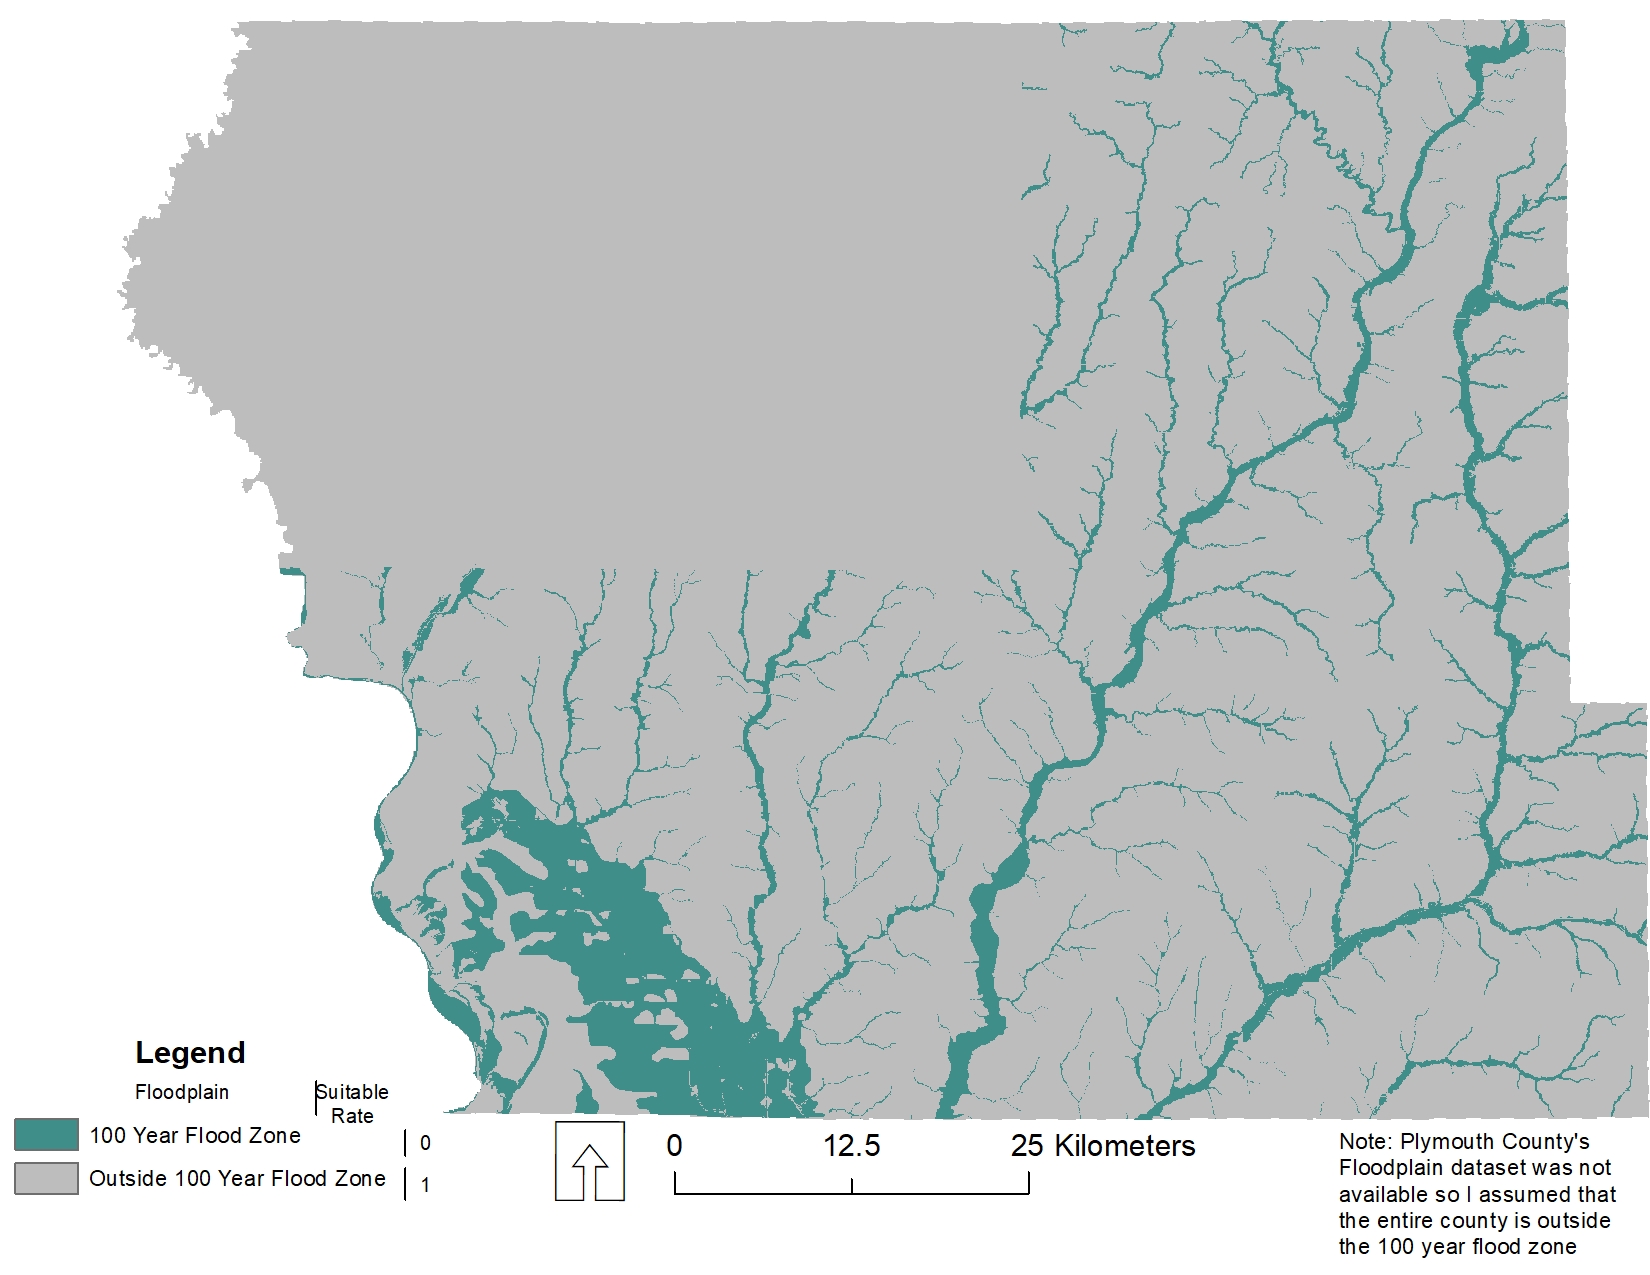 Legend
Floodplain
Suitable
Rate
100 Year Flood Zone
0
Outside 100 Year Flood Zone
1
0
12.5
25 Kilometers
Note: Plymouth County's
Floodplain dataset was not
available so I assumed that
the entire county is outside
the 100 year flood zone